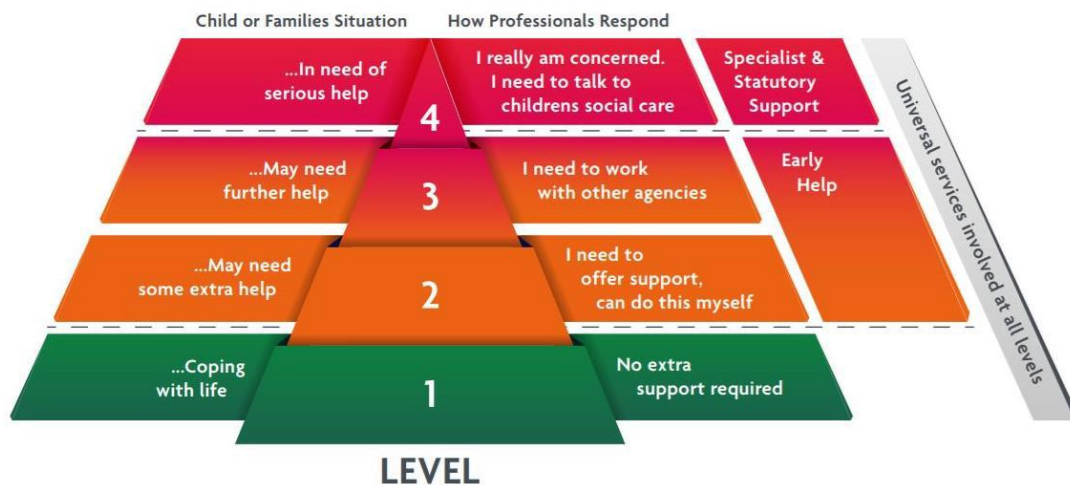 Child or Families Situation
How Professionals Respond
...In need of
serious help
4
I really am concerned.
I need to talk to
childrens social care
Specialist &
Statutory
Support
...May need
further help
3
I need to work
with other agencies
Early
Help
...May need
some extra help
2
I need to
offer support,
can do this myself
...Coping
with life
1
No extra
support required
Universal services involved at all levels
LEVEL